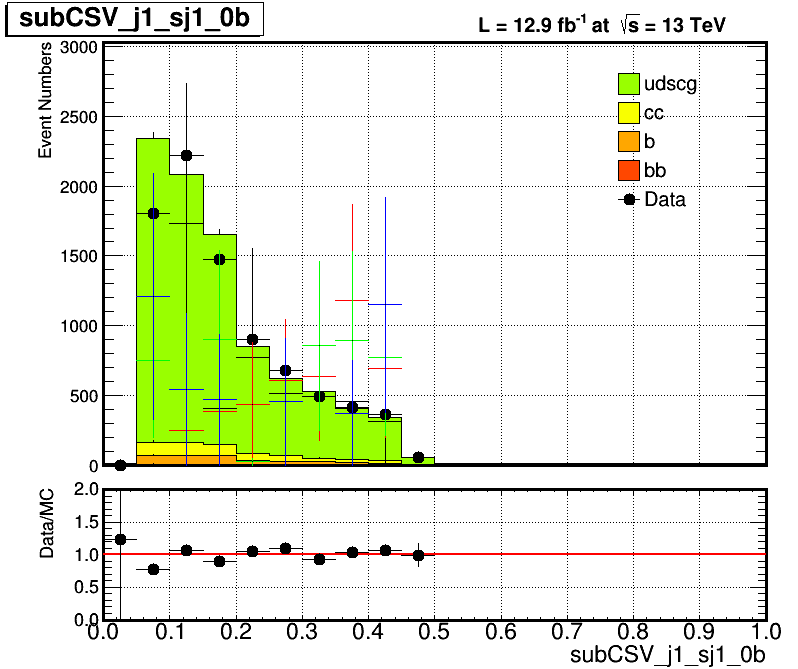 subCSV_j1_sj1_0b
L = 12.9 fb-1 at √s = 13 TeV
Event Numbers
3000
2500
2000
1500
1000
500
0
udscg
cc
b
bb
Data
Data/MC
2.0
1.5
1.0
0.5
0.0
0.0 0.1 0.2 0.3 0.4 0.5 0.6 0.7 0.8 0.9 1.0
subCSV_j1_sj1_0b